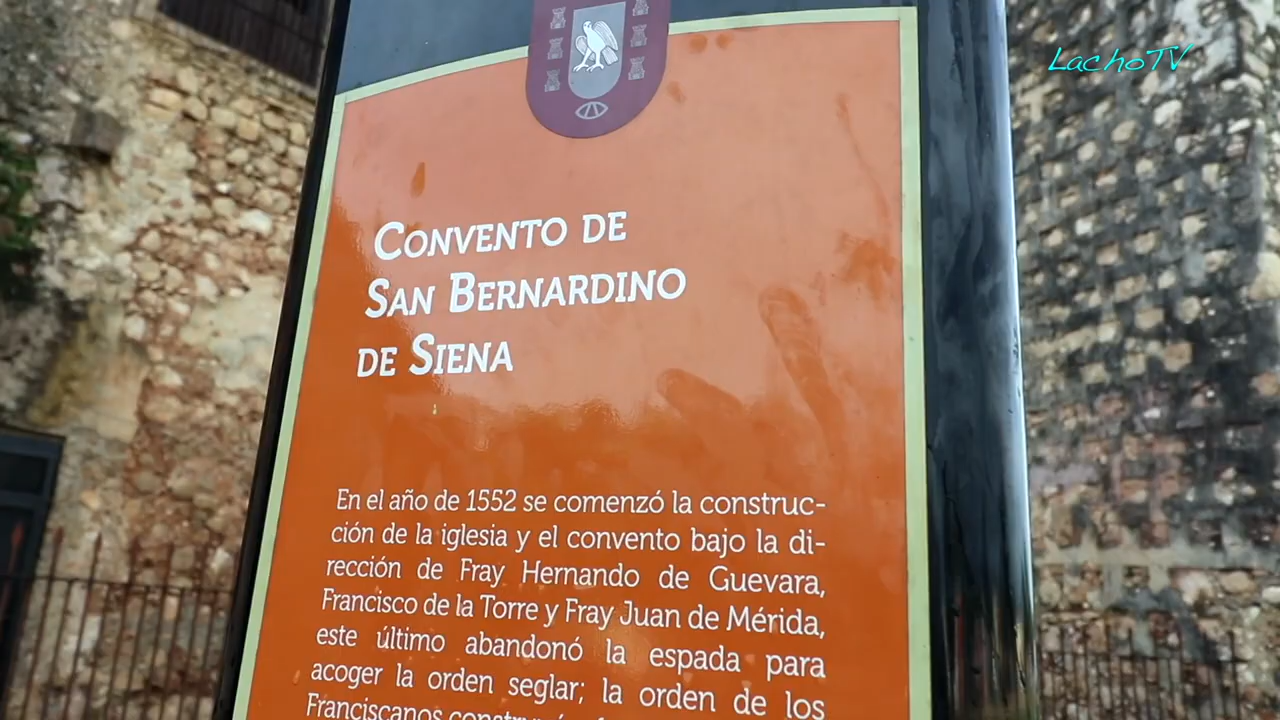 LachoTV
CONVENTO DE
SAN BERNARDINO
DE SIENA
En el año de 1552 se comenzó la construc-
ción de la iglesia y el convento bajo la di-
rección de Fray Hernando de Guevara,
Francisco de la Torre y Fray Juan de Mérida,
este último abandonó la espada para
acoger la orden seglar; la orden de los
Franciscanos